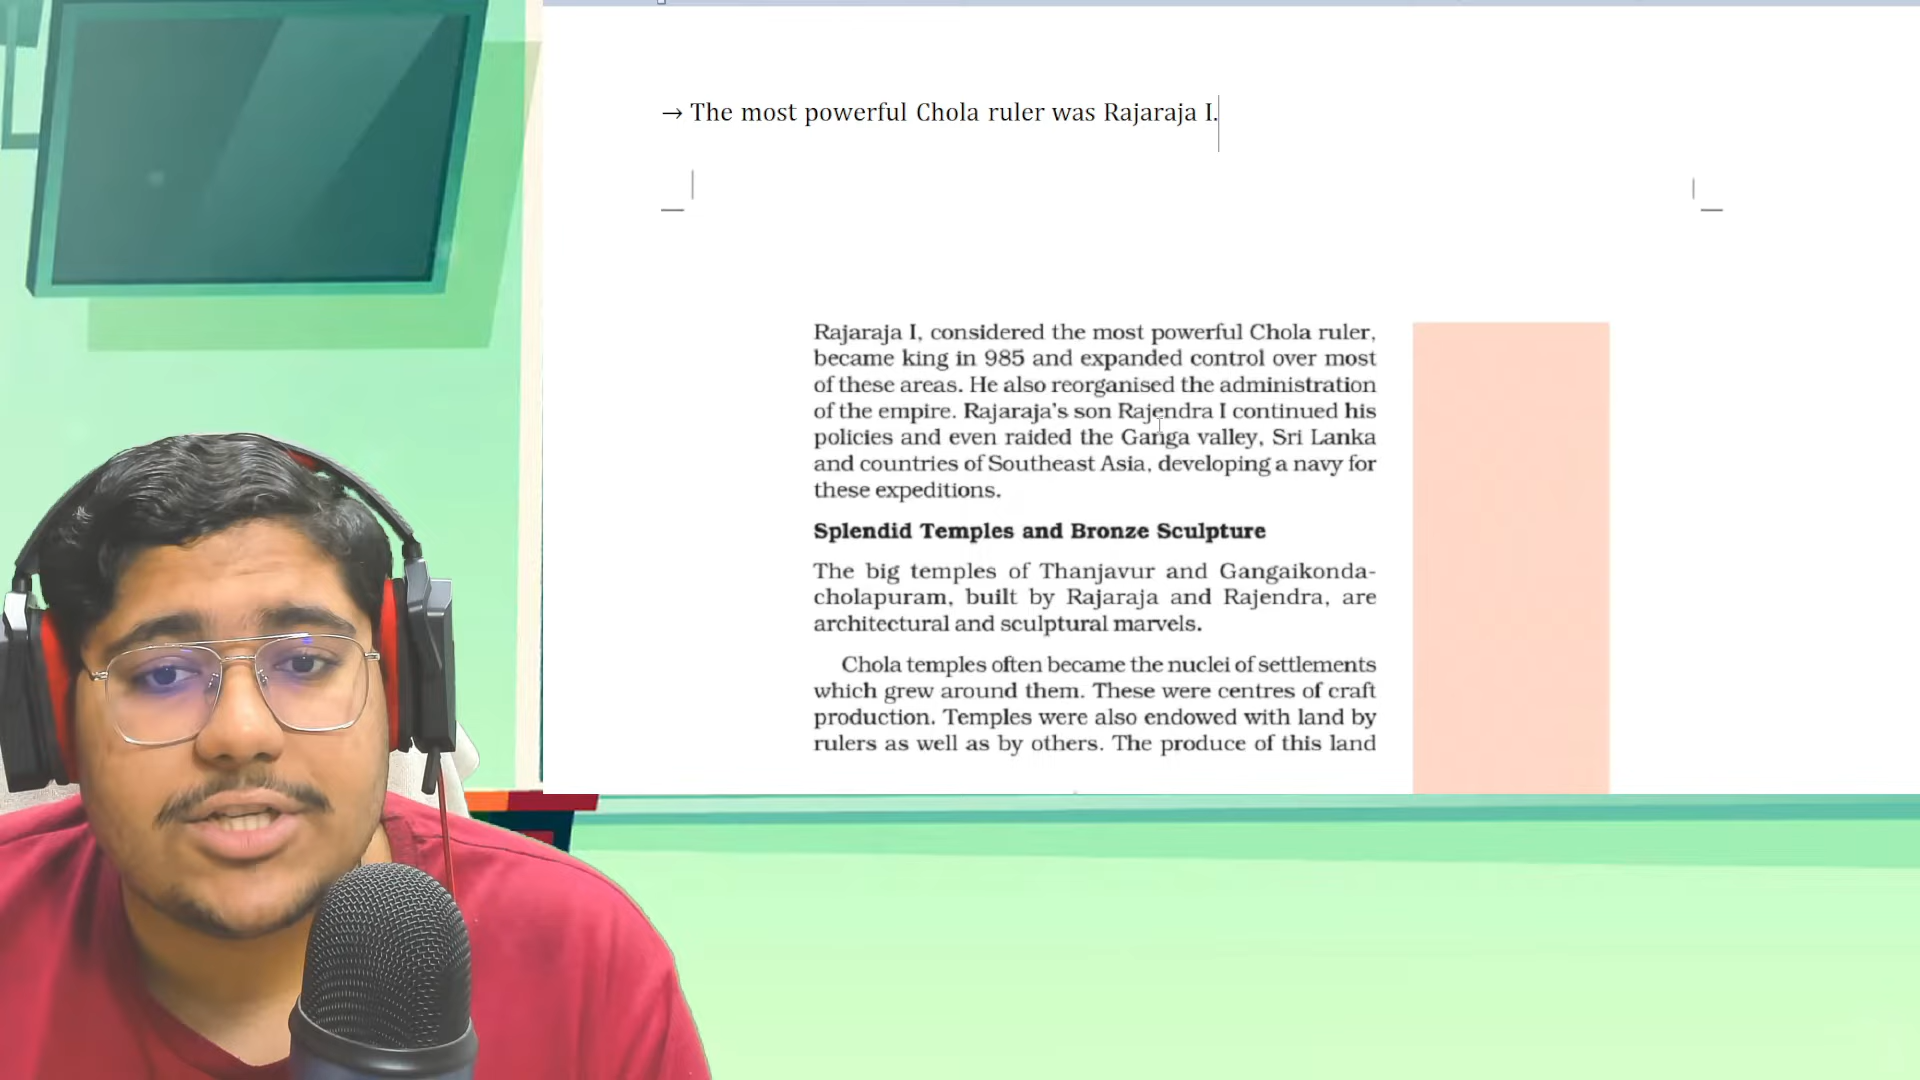 → The most powerful Chola ruler was Rajaraja I.
Rajaraja I, considered the most powerful Chola ruler,
became king in 985 and expanded control over most
of these areas. He also reorganised the administration
of the empire. Rajaraja's son Rajendra I continued his
policies and even raided the Ganga valley, Sri Lanka
and countries of Southeast Asia, developing a navy for
these expeditions.
Splendid Temples and Bronze Sculpture
The big temples of Thanjavur and Gangaikonda-
cholapuram, built by Rajaraja and Rajendra, are
architectural and sculptural marvels.
Chola temples often became the nuclei of settlements
which grew around them. These were centres of craft
production. Temples were also endowed with land by
rulers as well as by others. The produce of this land